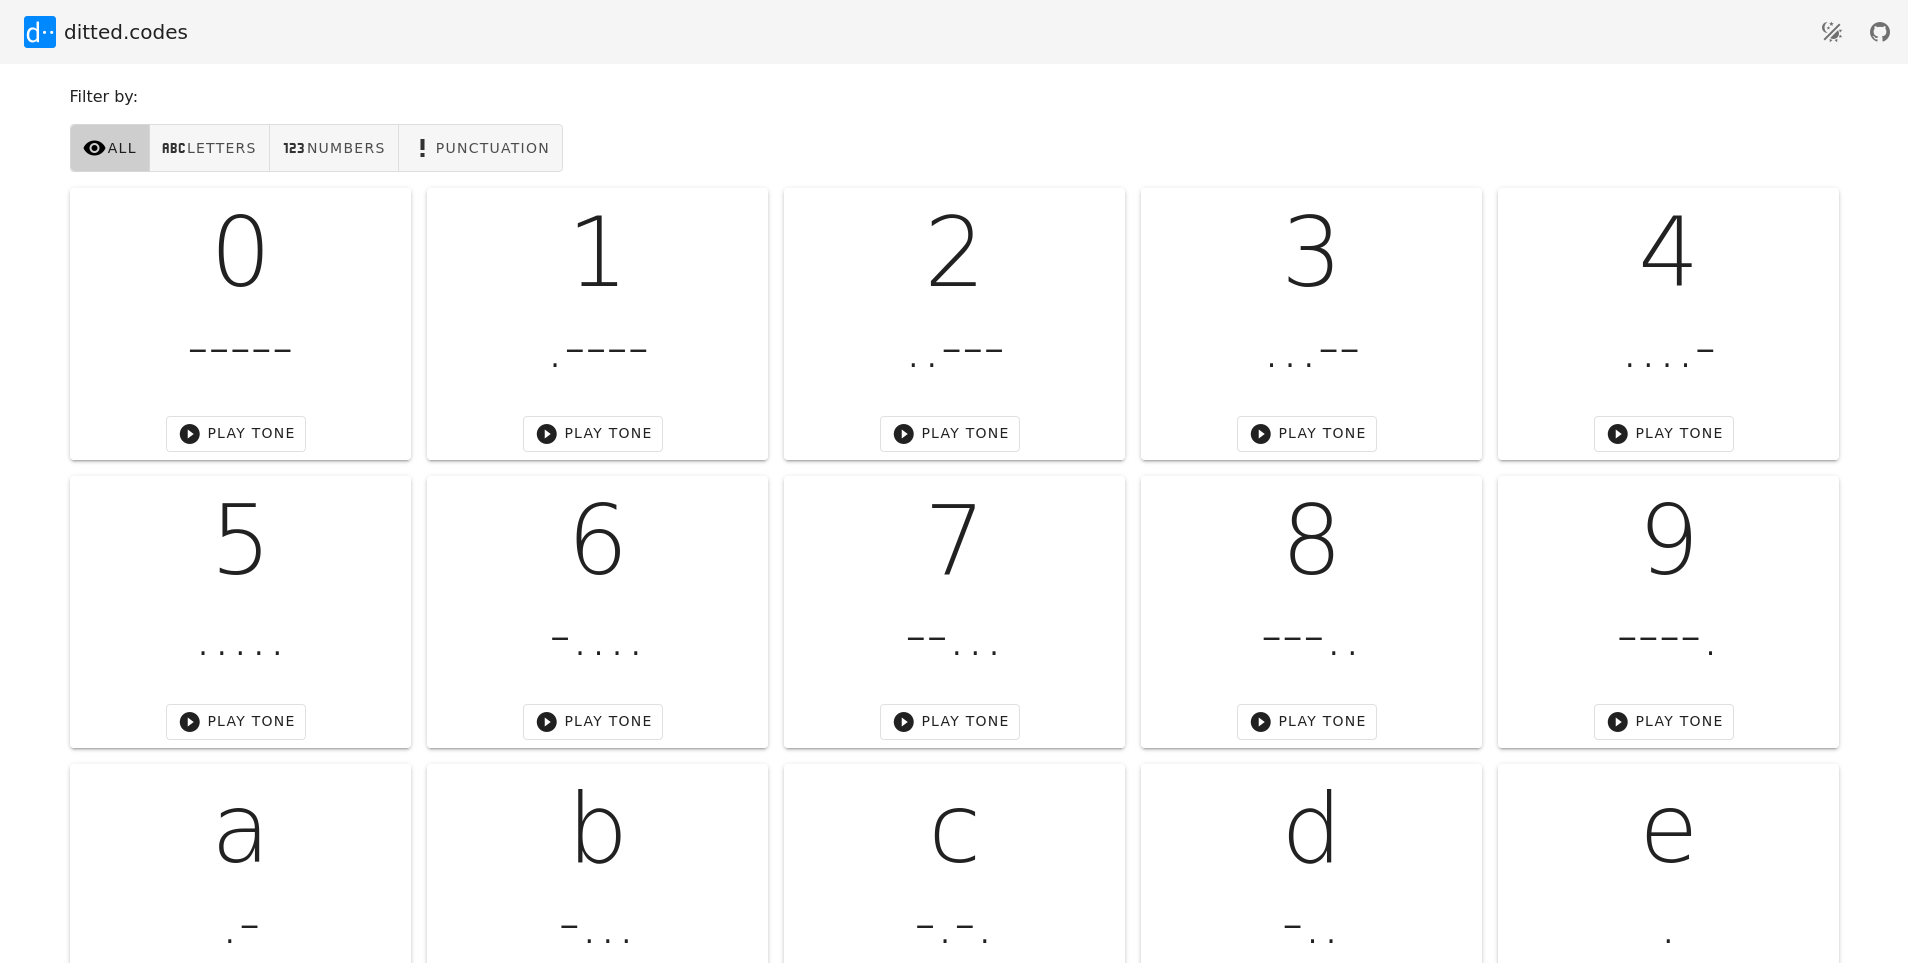 d·· ditted.codes
Filter by:
ALL ABC LETTERS 123 NUMBERS ! PUNCTUATION
0 1 2 3 4
−−−−− .−−−− ..−−− ...−− ....−
PLAY TONE PLAY TONE PLAY TONE PLAY TONE PLAY TONE
5 6 7 8 9
..... −.... −−... −−−.. −−−−.
PLAY TONE PLAY TONE PLAY TONE PLAY TONE PLAY TONE
a b c d e
.− −... −.−. −.. .